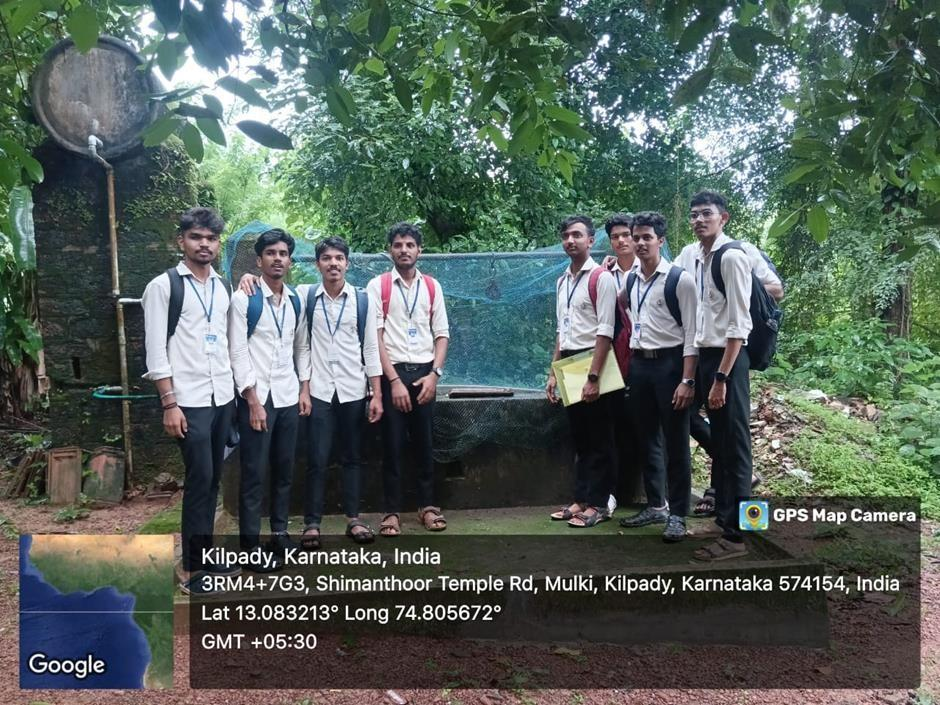 GPS Map Camera
Kilpady, Karnataka, India
3RM4+7G3, Shimanthoor Temple Rd, Mulki, Kilpady, Karnataka 574154, India
Lat 13.083213° Long 74.805672°
GMT +05:30
Google